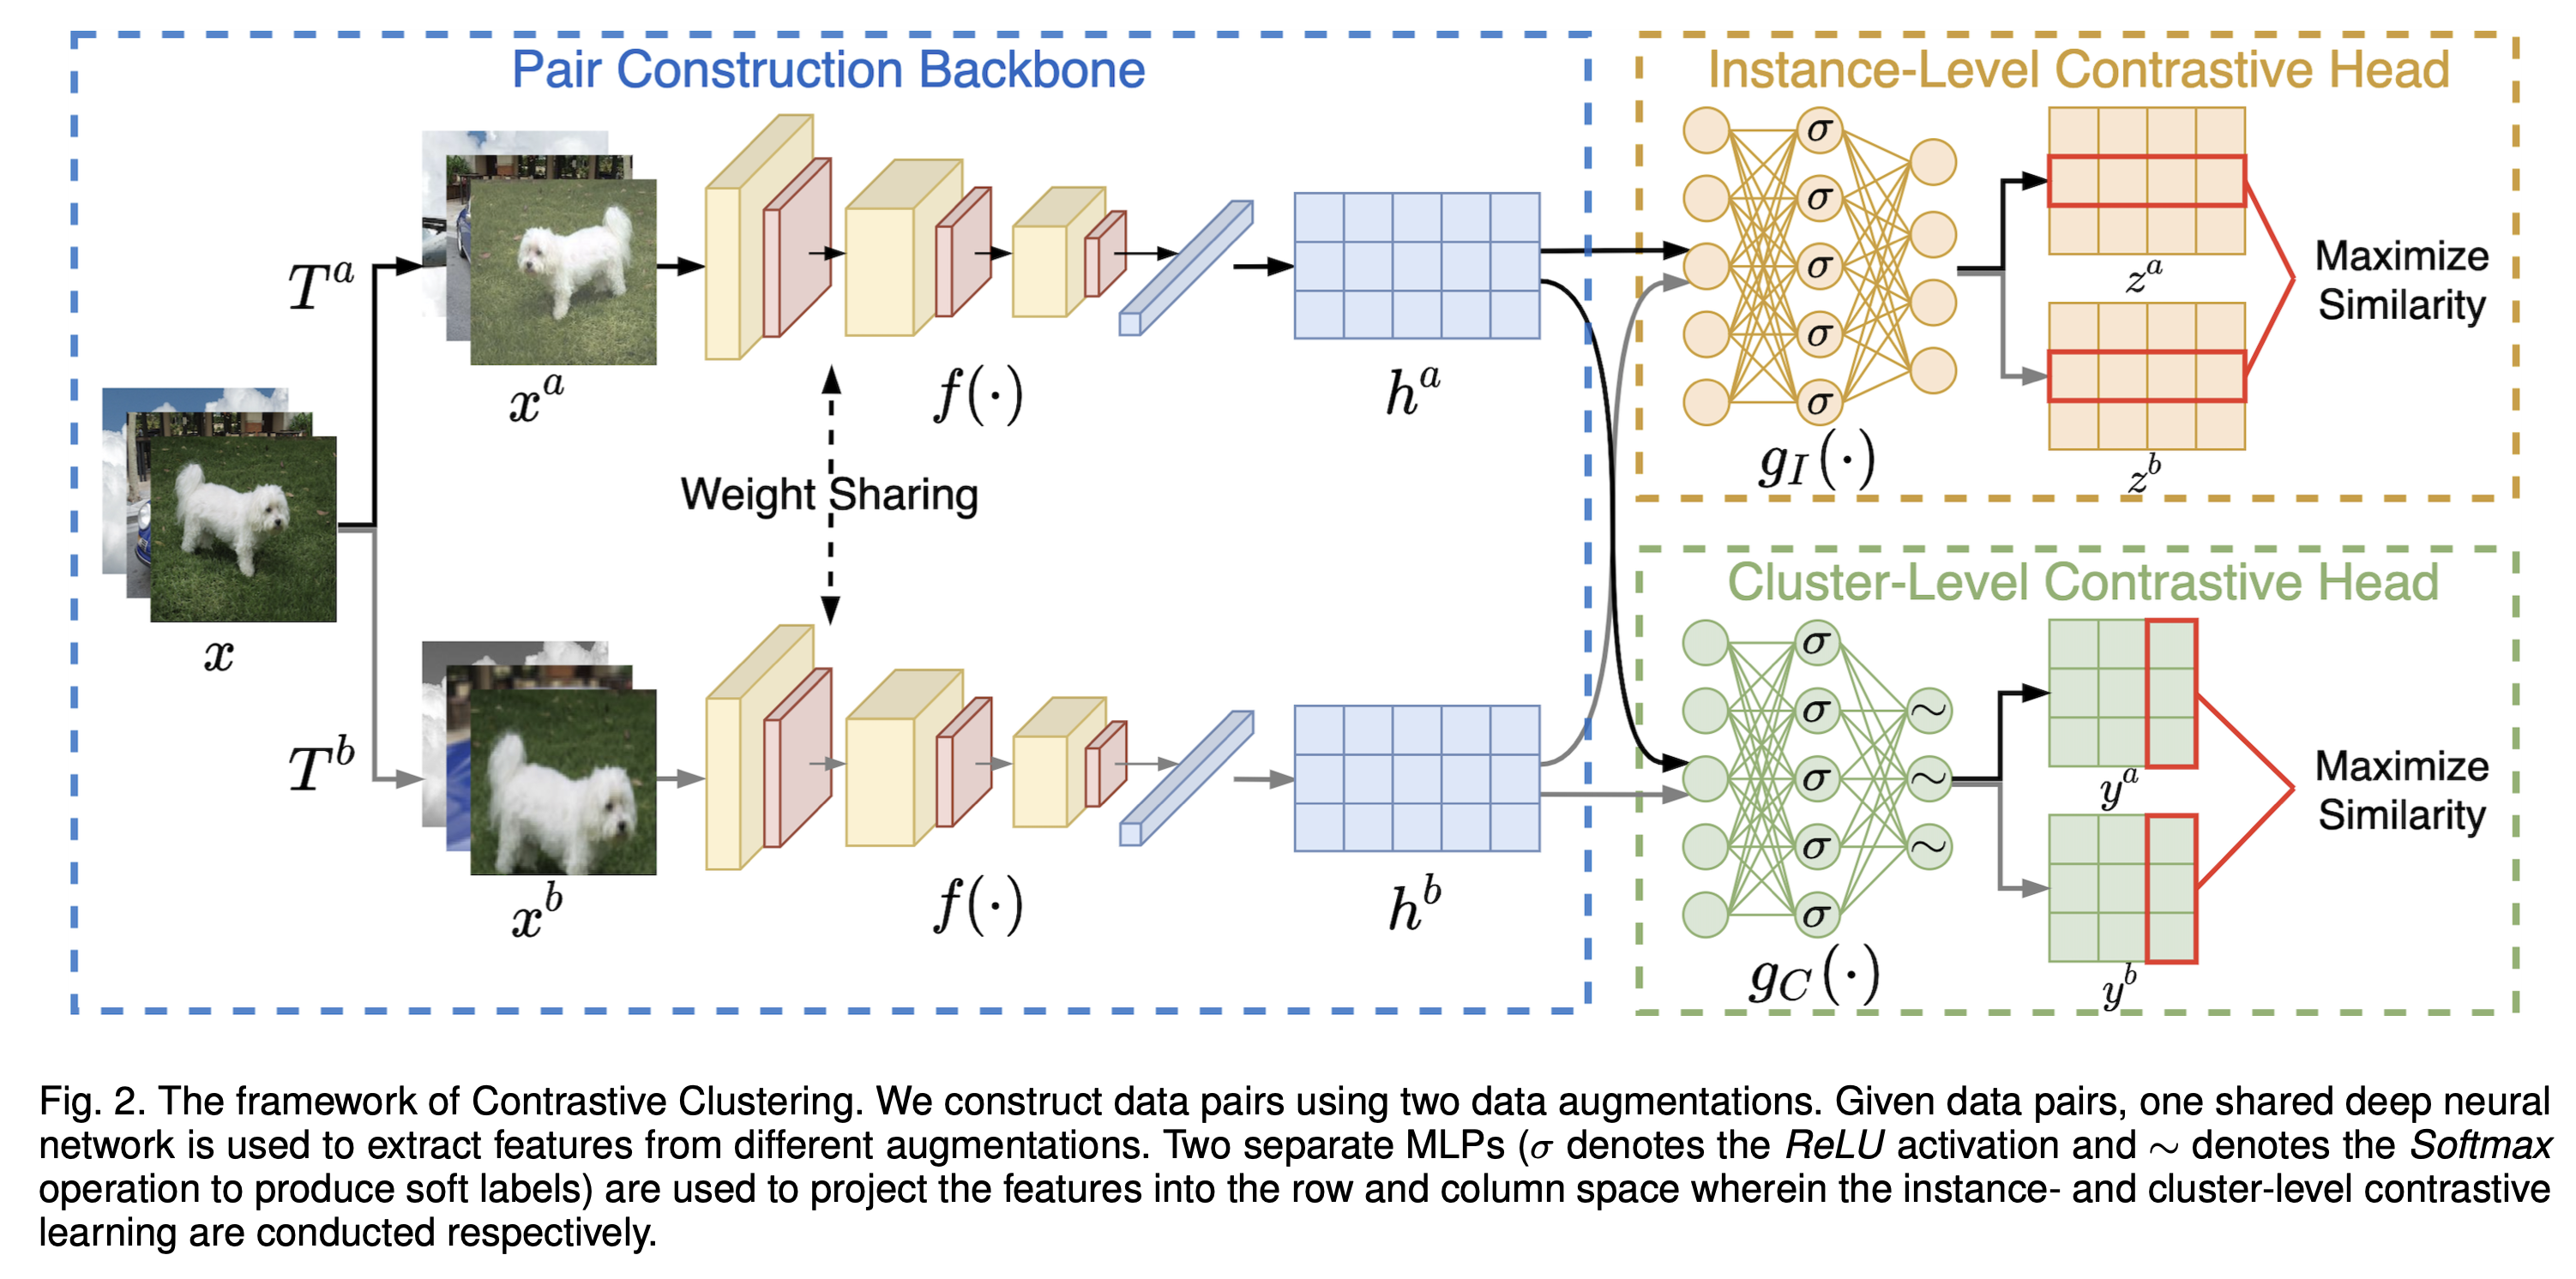 Pair Construction Backbone
Instance-Level Contrastive Head
σ
σ
σ
σ
σ
T^a
x^a
f(·)
h^a
g_I(·)
z^a
z^b
Maximize
Similarity
x
Weight Sharing
Cluster-Level Contrastive Head
σ
σ ~
σ ~
σ ~
σ
T^b
x^b
f(·)
h^b
g_C(·)
y^a
y^b
Maximize
Similarity
Fig. 2. The framework of Contrastive Clustering. We construct data pairs using two data augmentations. Given data pairs, one shared deep neural
network is used to extract features from different augmentations. Two separate MLPs (σ denotes the ReLU activation and ∼ denotes the Softmax
operation to produce soft labels) are used to project the features into the row and column space wherein the instance- and cluster-level contrastive
learning are conducted respectively.